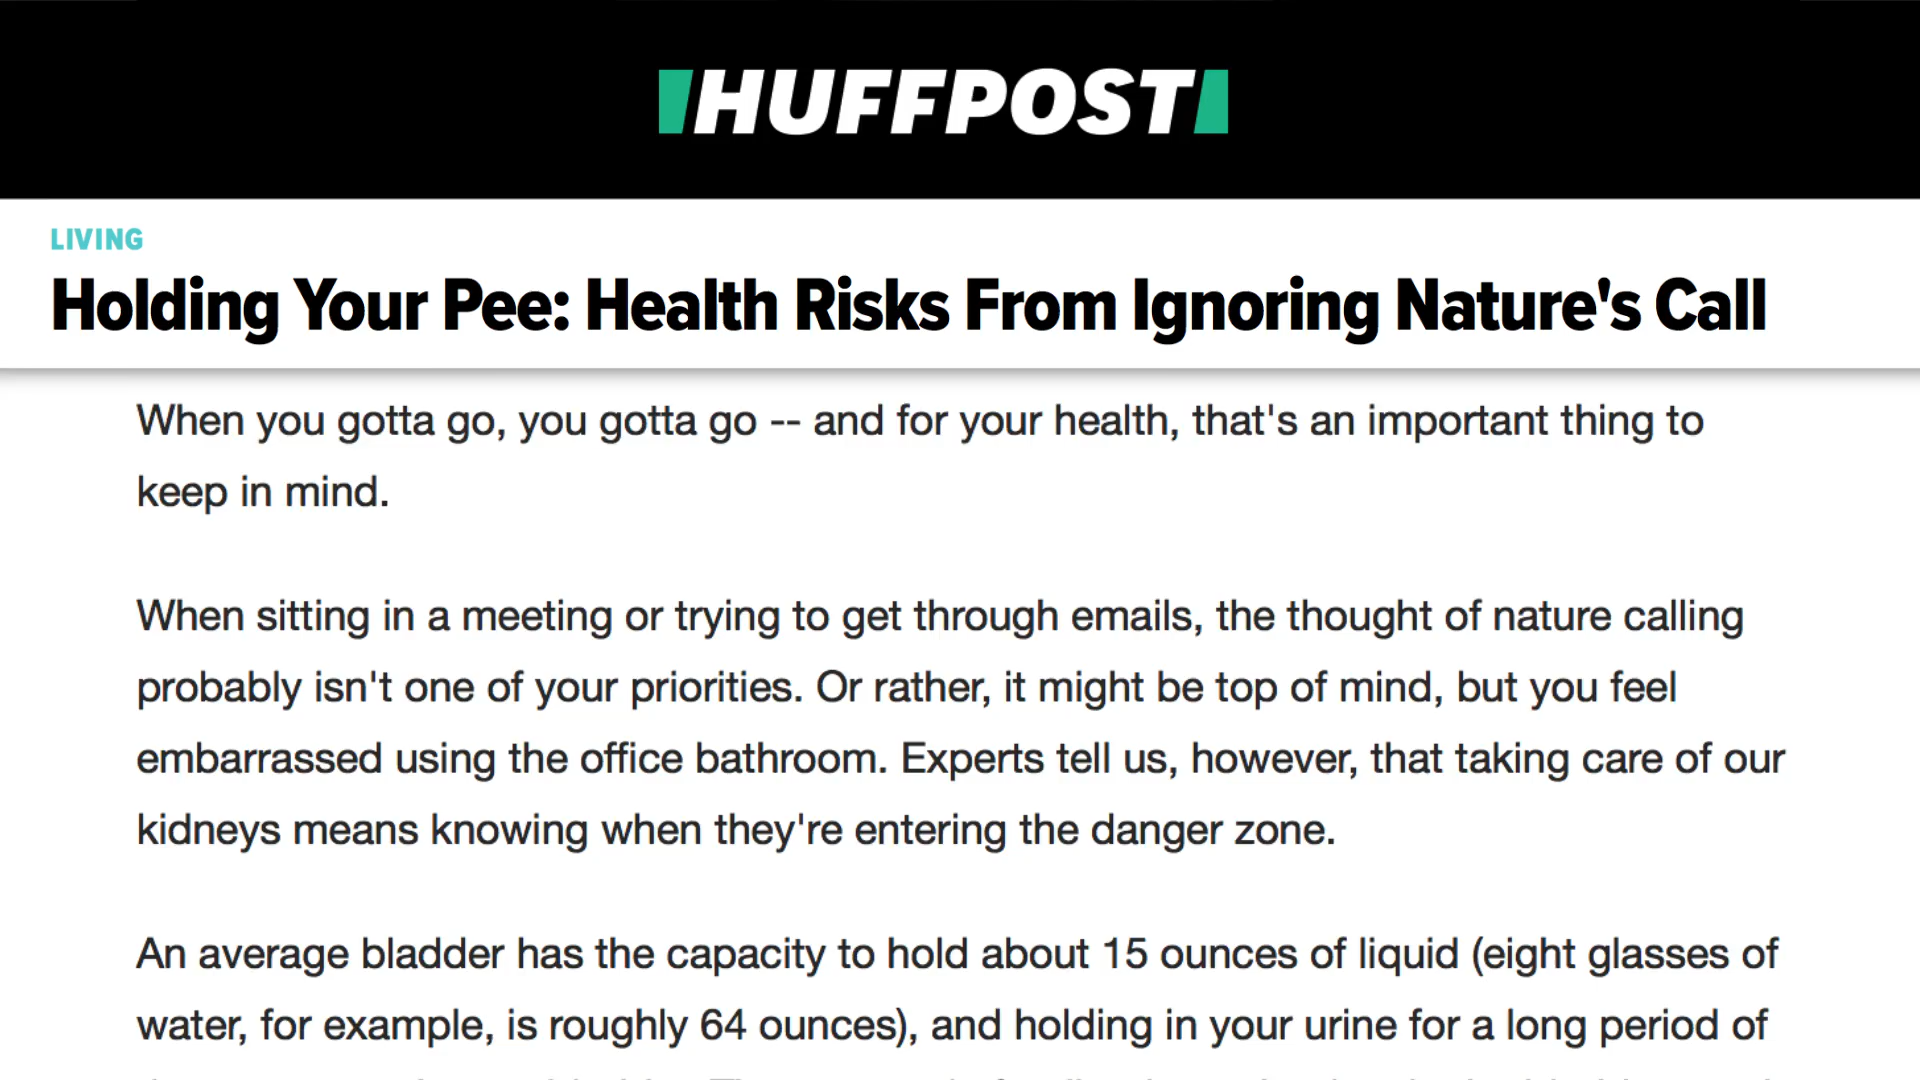 HUFFPOST
LIVING
Holding Your Pee: Health Risks From Ignoring Nature's Call
When you gotta go, you gotta go -- and for your health, that's an important thing to
keep in mind.
When sitting in a meeting or trying to get through emails, the thought of nature calling
probably isn't one of your priorities. Or rather, it might be top of mind, but you feel
embarrassed using the office bathroom. Experts tell us, however, that taking care of our
kidneys means knowing when they're entering the danger zone.
An average bladder has the capacity to hold about 15 ounces of liquid (eight glasses of
water, for example, is roughly 64 ounces), and holding in your urine for a long period of